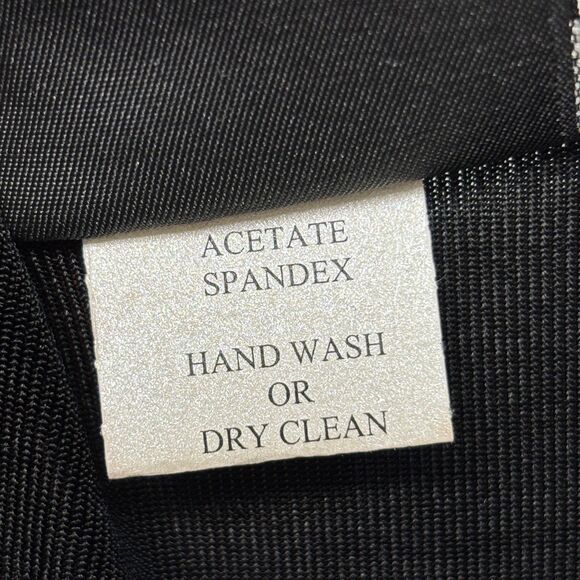 ACETATE
SPANDEX
HAND WASH
OR
DRY CLEAN